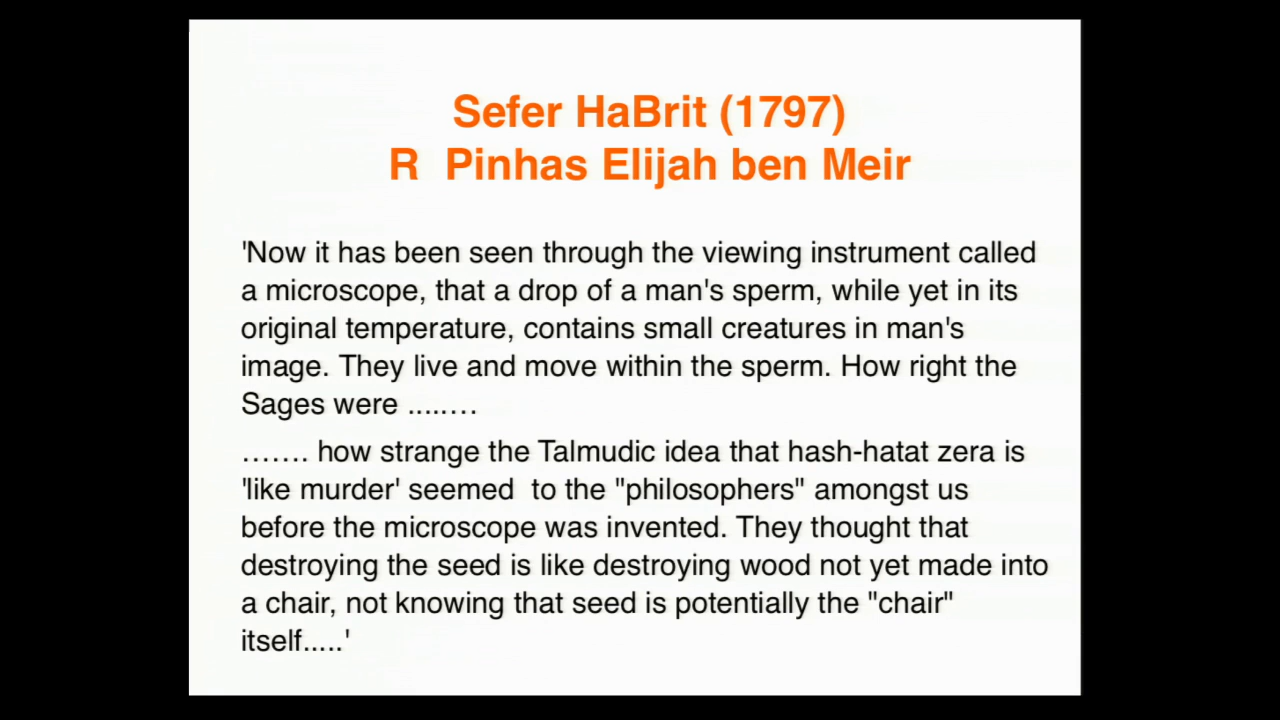 Sefer HaBrit (1797)
R  Pinhas Elijah ben Meir
'Now it has been seen through the viewing instrument called
a microscope, that a drop of a man's sperm, while yet in its
original temperature, contains small creatures in man's
image. They live and move within the sperm. How right the
Sages were ........
....... how strange the Talmudic idea that hash-hatat zera is
'like murder' seemed  to the "philosophers" amongst us
before the microscope was invented. They thought that
destroying the seed is like destroying wood not yet made into
a chair, not knowing that seed is potentially the "chair"
itself.....'